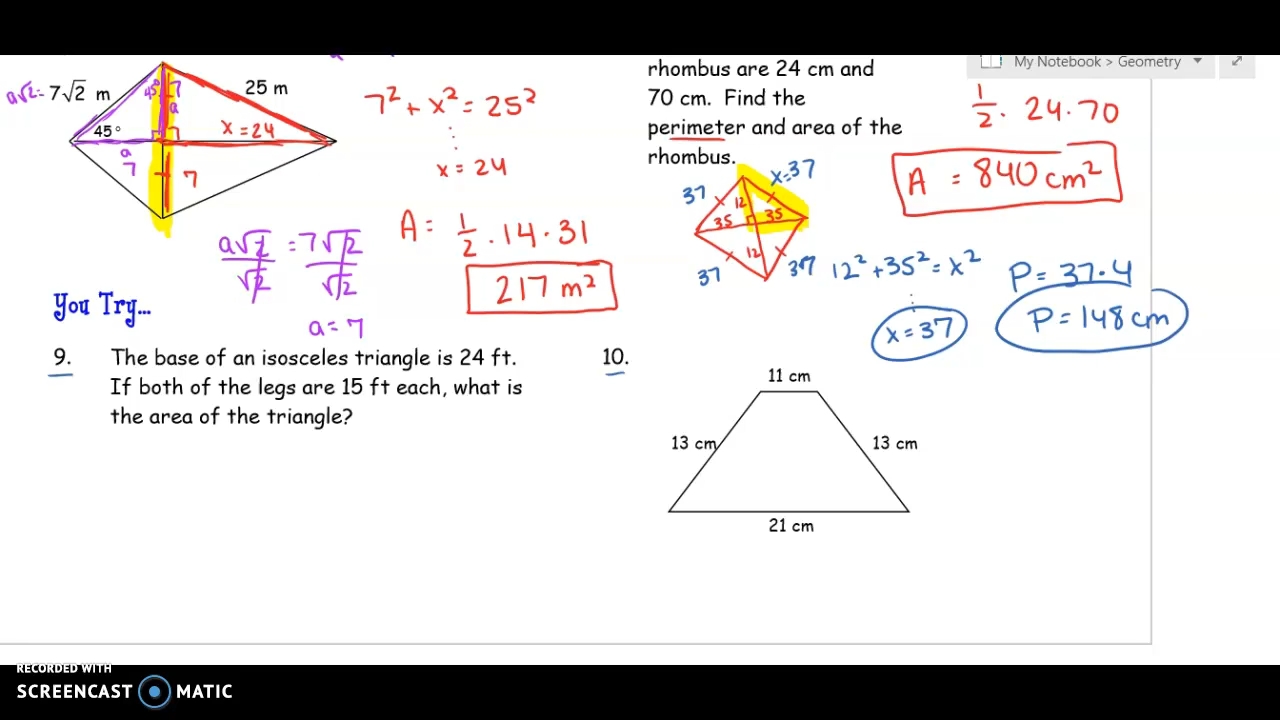 My Notebook > Geometry
a√2 = 7√2 m
45°
7
a
25 m
45°
x = 24
a
7
7
7² + x² = 25²
⋮
x = 24
A = 1/2 · 14 · 31
217 m²
a√2 = 7√2
√2 √2
a = 7
rhombus are 24 cm and
70 cm. Find the
perimeter and area of the
rhombus.
1/2 · 24 · 70
A = 840 cm²
37
x = 37
12
35
35
12
37
37
12² + 35² = x²
⋮
x = 37
P = 37 · 4
P = 148 cm
You Try...
9.
The base of an isosceles triangle is 24 ft.
If both of the legs are 15 ft each, what is
the area of the triangle?
10.
11 cm
13 cm
13 cm
21 cm
RECORDED WITH
SCREENCAST MATIC